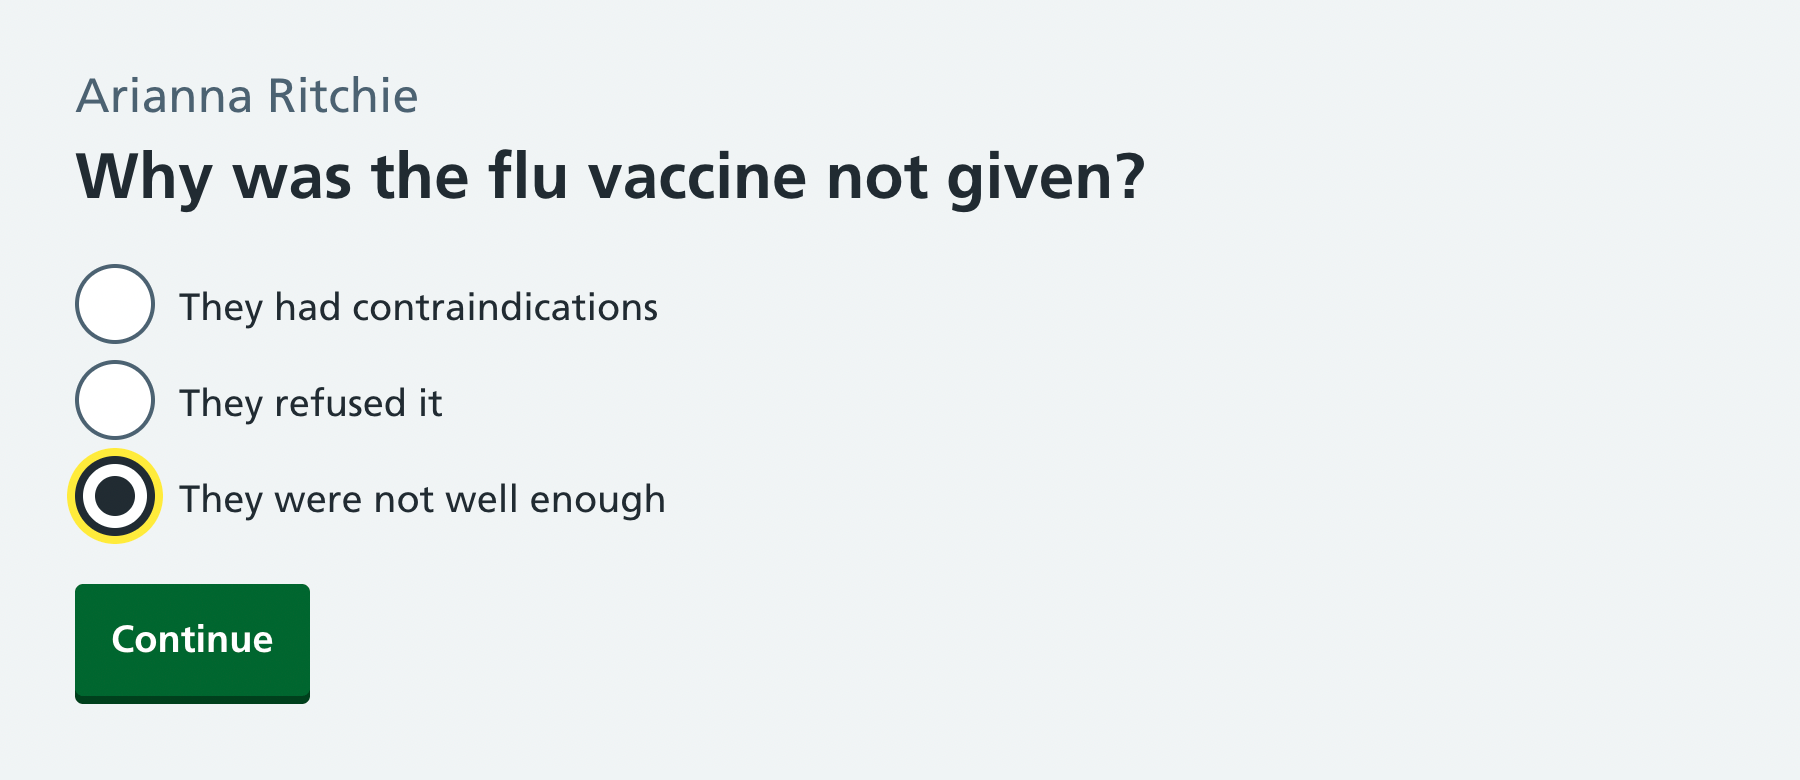 Arianna Ritchie
Why was the flu vaccine not given?
They had contraindications
They refused it
They were not well enough
Continue